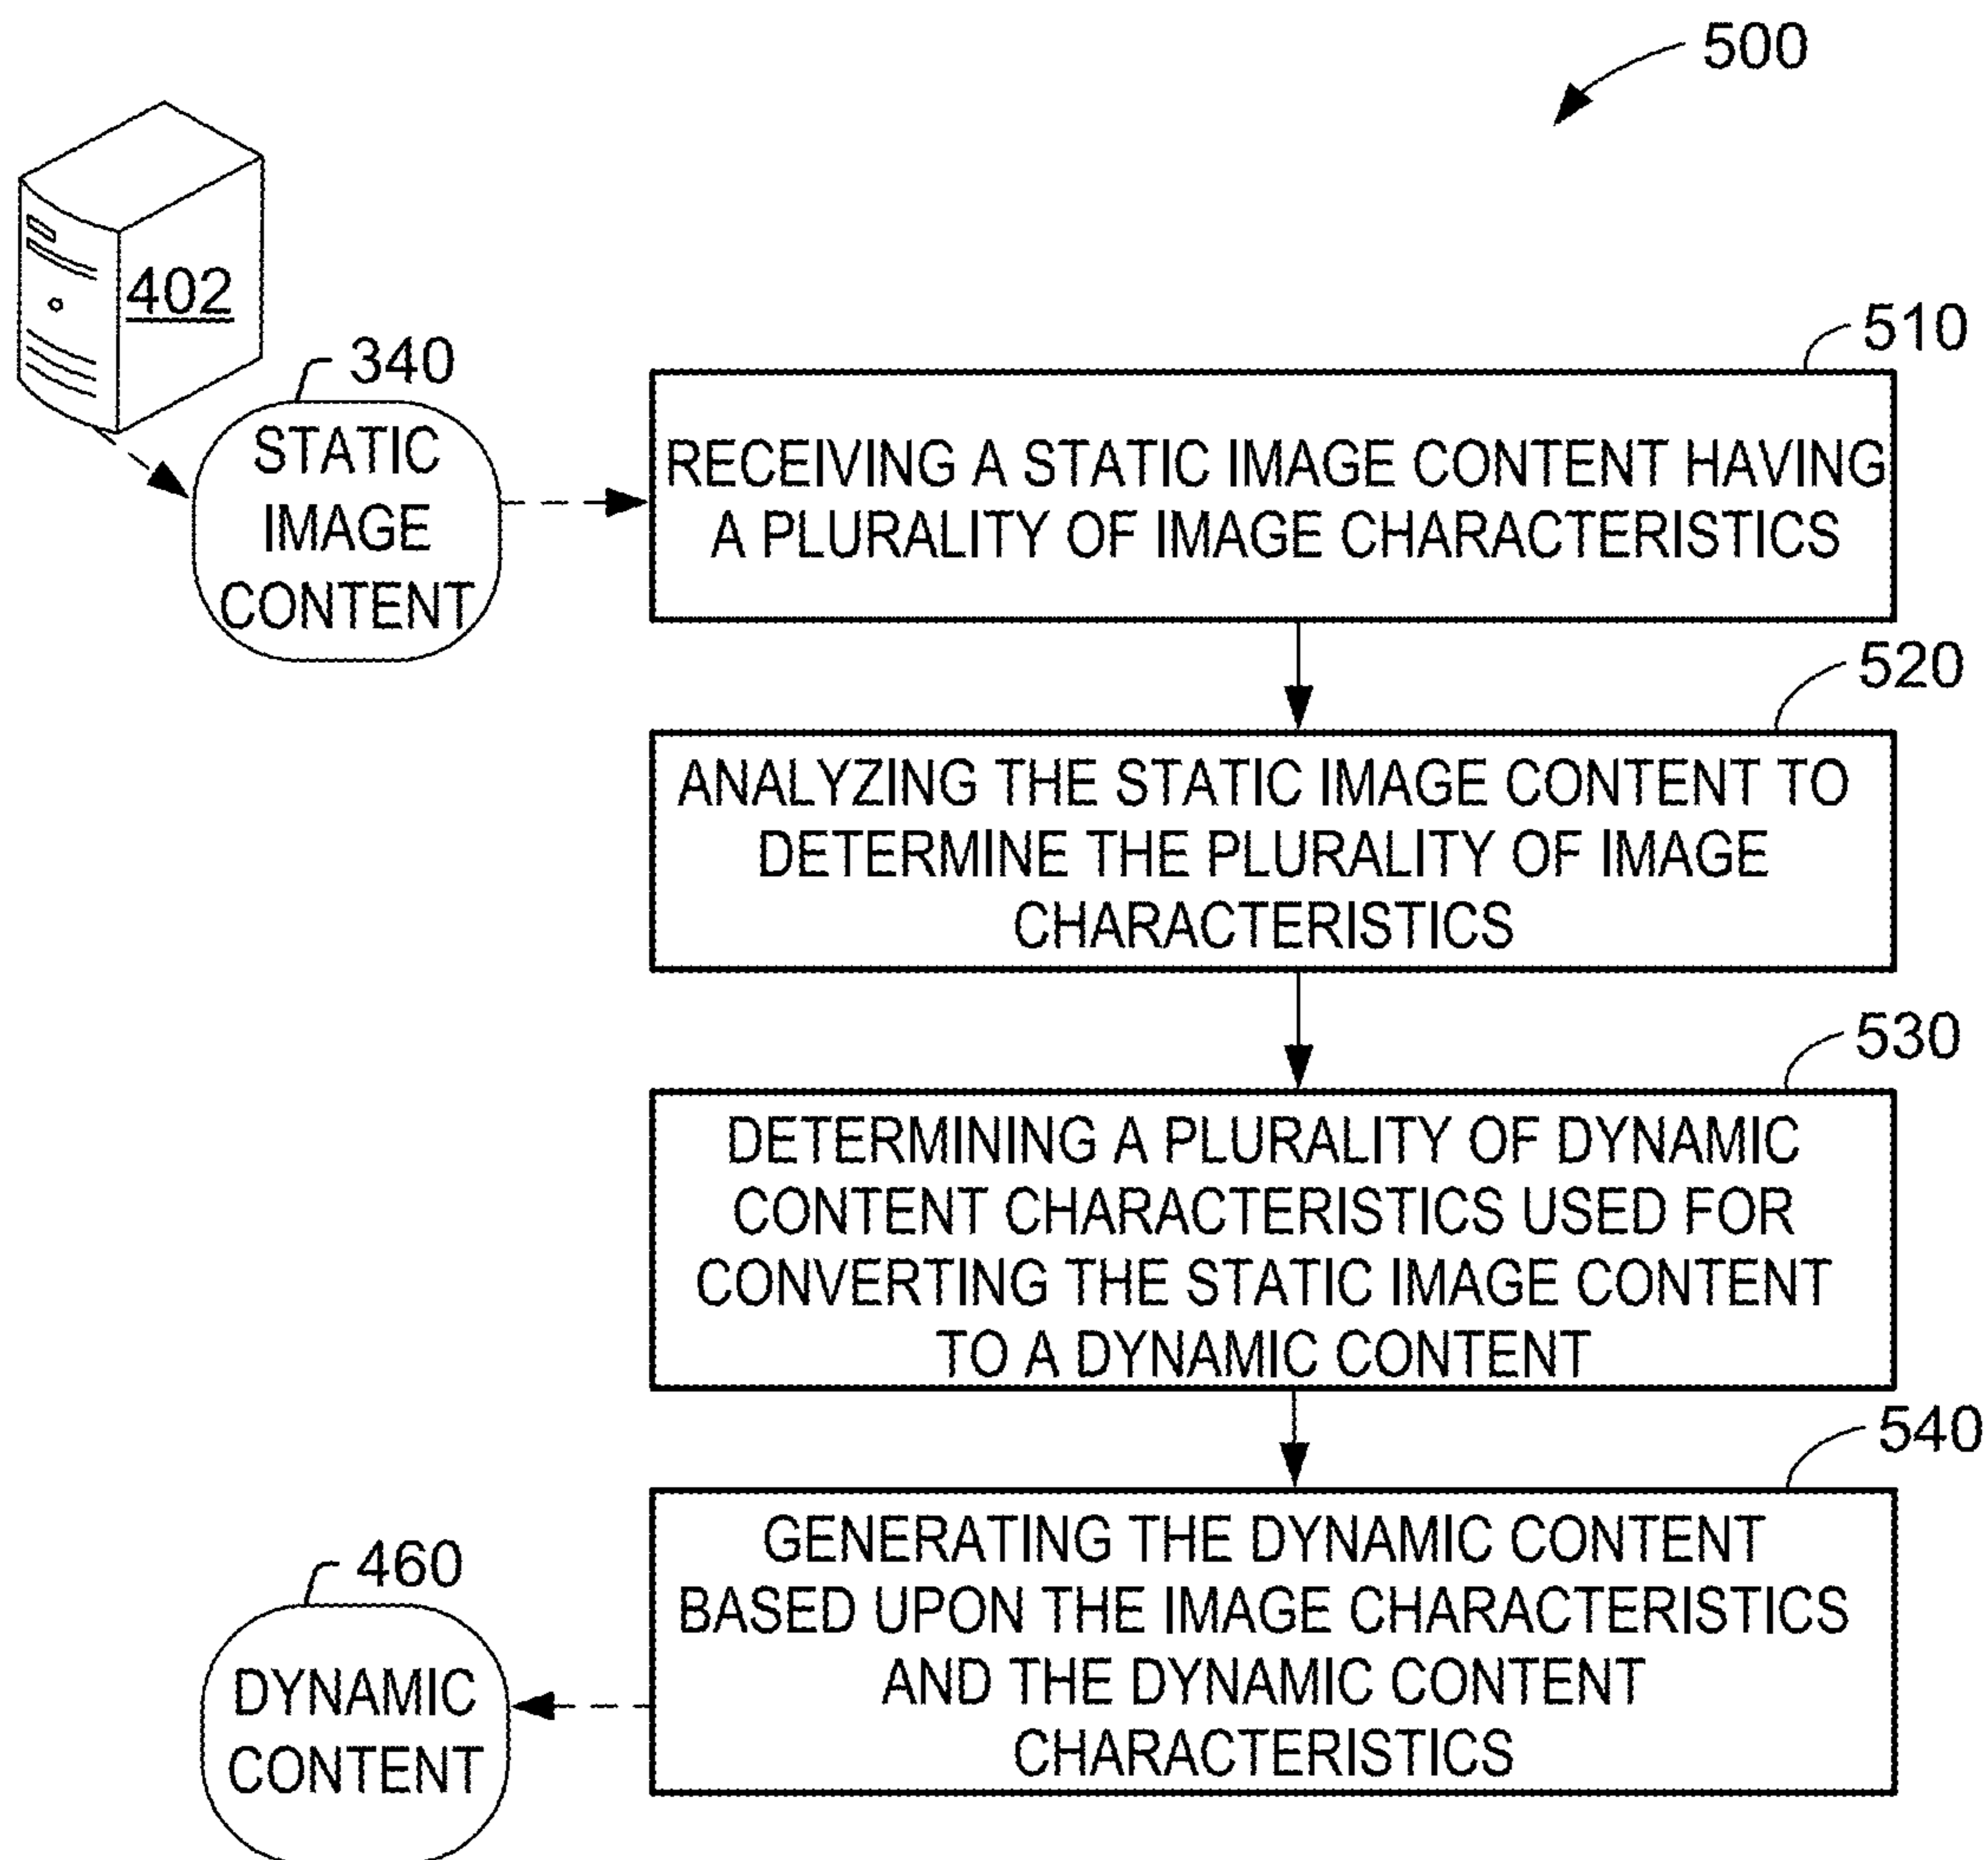 500
402
340
STATIC
IMAGE
CONTENT
510
RECEIVING A STATIC IMAGE CONTENT HAVING
A PLURALITY OF IMAGE CHARACTERISTICS
520
ANALYZING THE STATIC IMAGE CONTENT TO
DETERMINE THE PLURALITY OF IMAGE
CHARACTERISTICS
530
DETERMINING A PLURALITY OF DYNAMIC
CONTENT CHARACTERISTICS USED FOR
CONVERTING THE STATIC IMAGE CONTENT
TO A DYNAMIC CONTENT
540
GENERATING THE DYNAMIC CONTENT
BASED UPON THE IMAGE CHARACTERISTICS
AND THE DYNAMIC CONTENT
CHARACTERISTICS
460
DYNAMIC
CONTENT